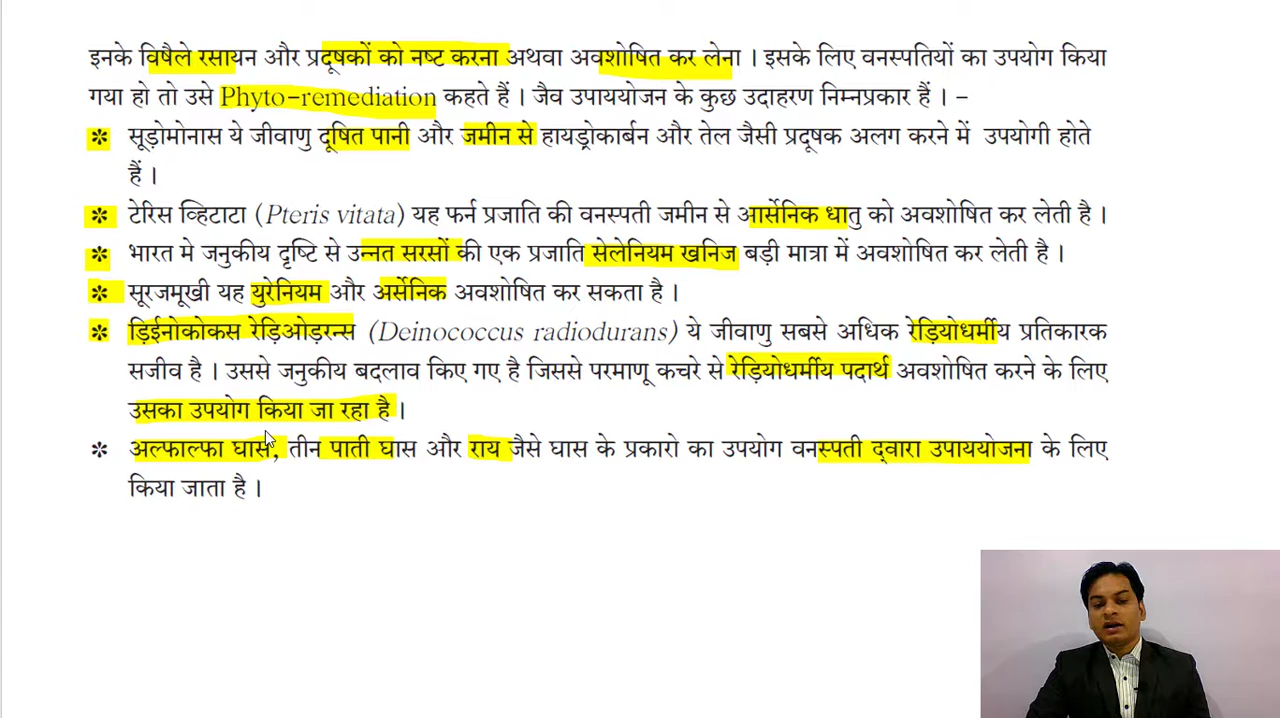 इनके विषैले रसायन और प्रदूषकों को नष्ट करना अथवा अवशोषित कर लेना । इसके लिए वनस्पतियों का उपयोग किया
गया हो तो उसे Phyto-remediation कहते हैं । जैव उपाययोजन के कुछ उदाहरण निम्नप्रकार हैं । –
* सूड़ोमोनास ये जीवाणु दूषित पानी और जमीन से हायड्रोकार्बन और तेल जैसी प्रदूषक अलग करने में उपयोगी होते
हैं ।
* टेरिस व्हिटाटा (Pteris vitata) यह फर्न प्रजाति की वनस्पती जमीन से आर्सेनिक धातु को अवशोषित कर लेती है ।
* भारत मे जनुकीय दृष्टि से उन्नत सरसों की एक प्रजाति सेलेनियम खनिज बड़ी मात्रा में अवशोषित कर लेती है ।
* सूरजमूखी यह युरेनियम और अर्सेनिक अवशोषित कर सकता है ।
* ड़िईनोकोकस रेड़िओड़रन्स (Deinococcus radiodurans) ये जीवाणु सबसे अधिक रेड़ियोधर्मीय प्रतिकारक
सजीव है । उससे जनुकीय बदलाव किए गए है जिससे परमाणू कचरे से रेड़ियोधर्मीय पदार्थ अवशोषित करने के लिए
उसका उपयोग किया जा रहा है ।
* अल्फाल्फा घास, तीन पाती घास और राय जैसे घास के प्रकारो का उपयोग वनस्पती द्वारा उपाययोजना के लिए
किया जाता है ।